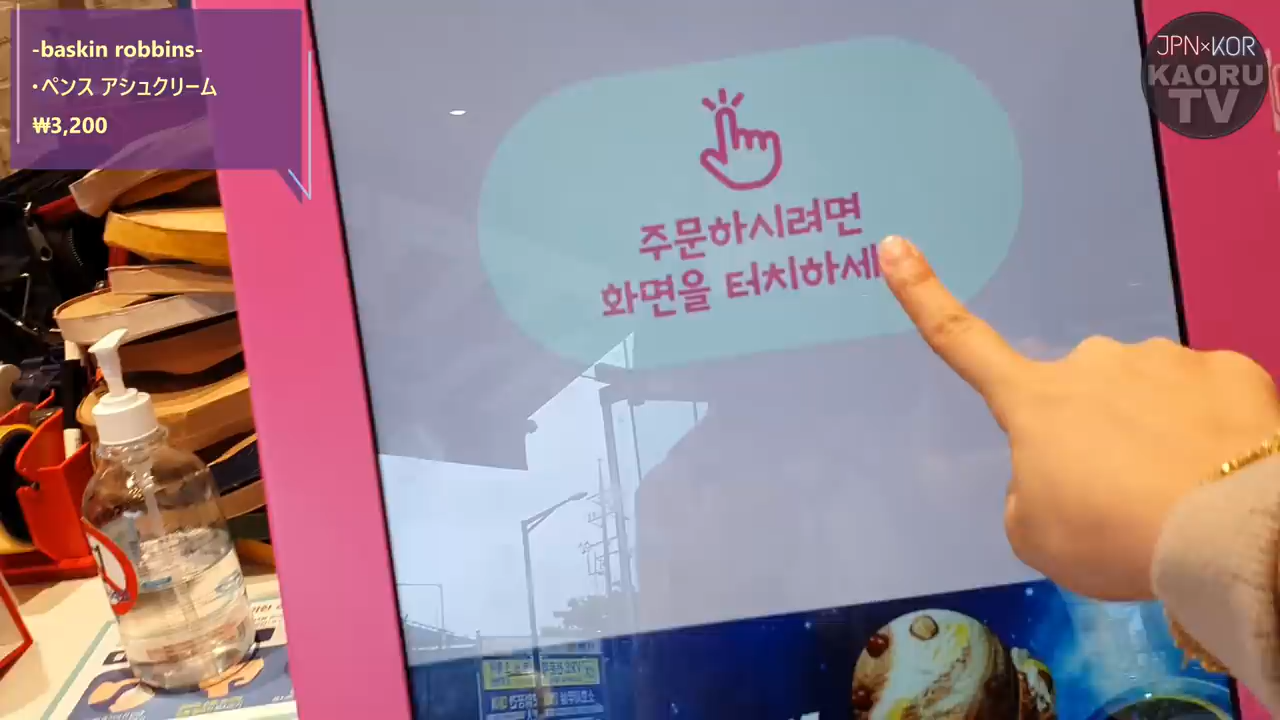 -baskin robbins-
・ペンス アシュクリーム
₩3,200
JPN×KOR
KAORU
TV
주문하시려면
화면을 터치하세